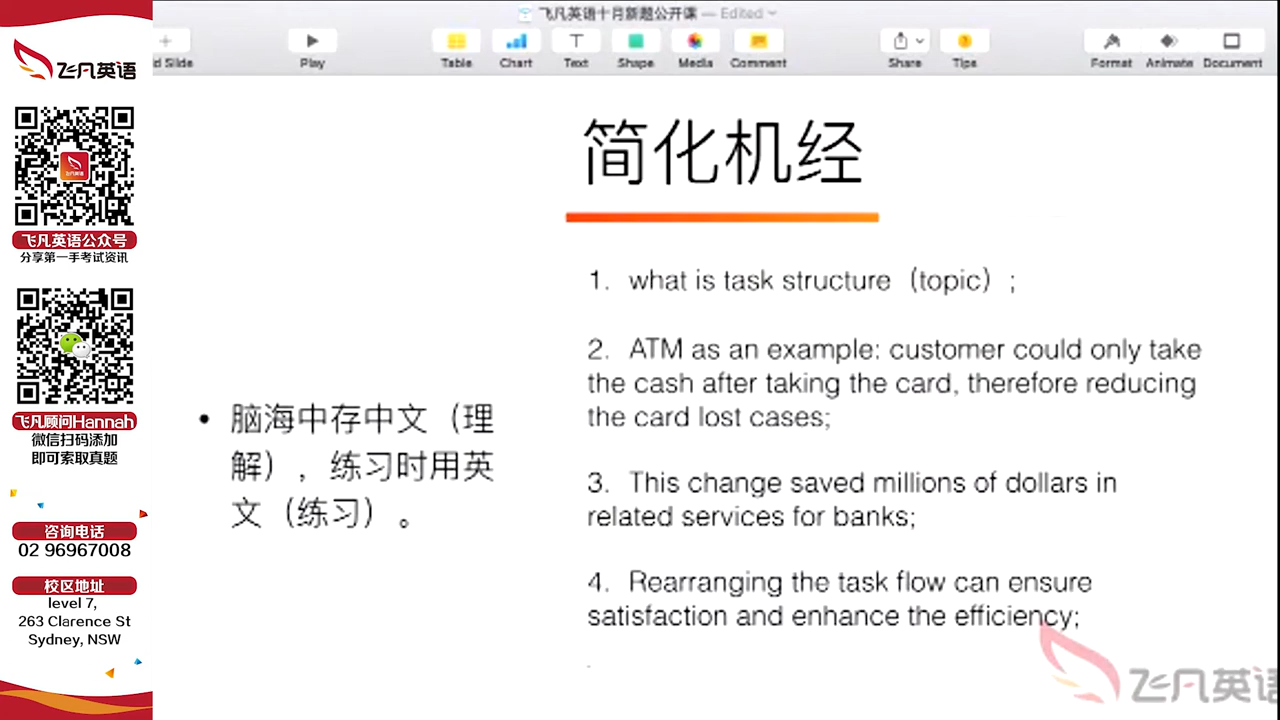 飞凡英语十月新题公开课 — Edited
飞凡英语
d Slide
Play
Table
Chart
Text
Shape
Media
Comment
Share
Tips
Format
Animate
Document
飞凡英语公众号
分享第一手考试资讯
飞凡顾问Hannah
微信扫码添加
即可索取真题
咨询电话
02 96967008
校区地址
level 7,
263 Clarence St
Sydney, NSW
简化机经
• 脑海中存中文（理
解），练习时用英
文（练习）。
1. what is task structure（topic）;
2. ATM as an example: customer could only take
the cash after taking the card, therefore reducing
the card lost cases;
3. This change saved millions of dollars in
related services for banks;
4. Rearranging the task flow can ensure
satisfaction and enhance the efficiency;
飞凡英语